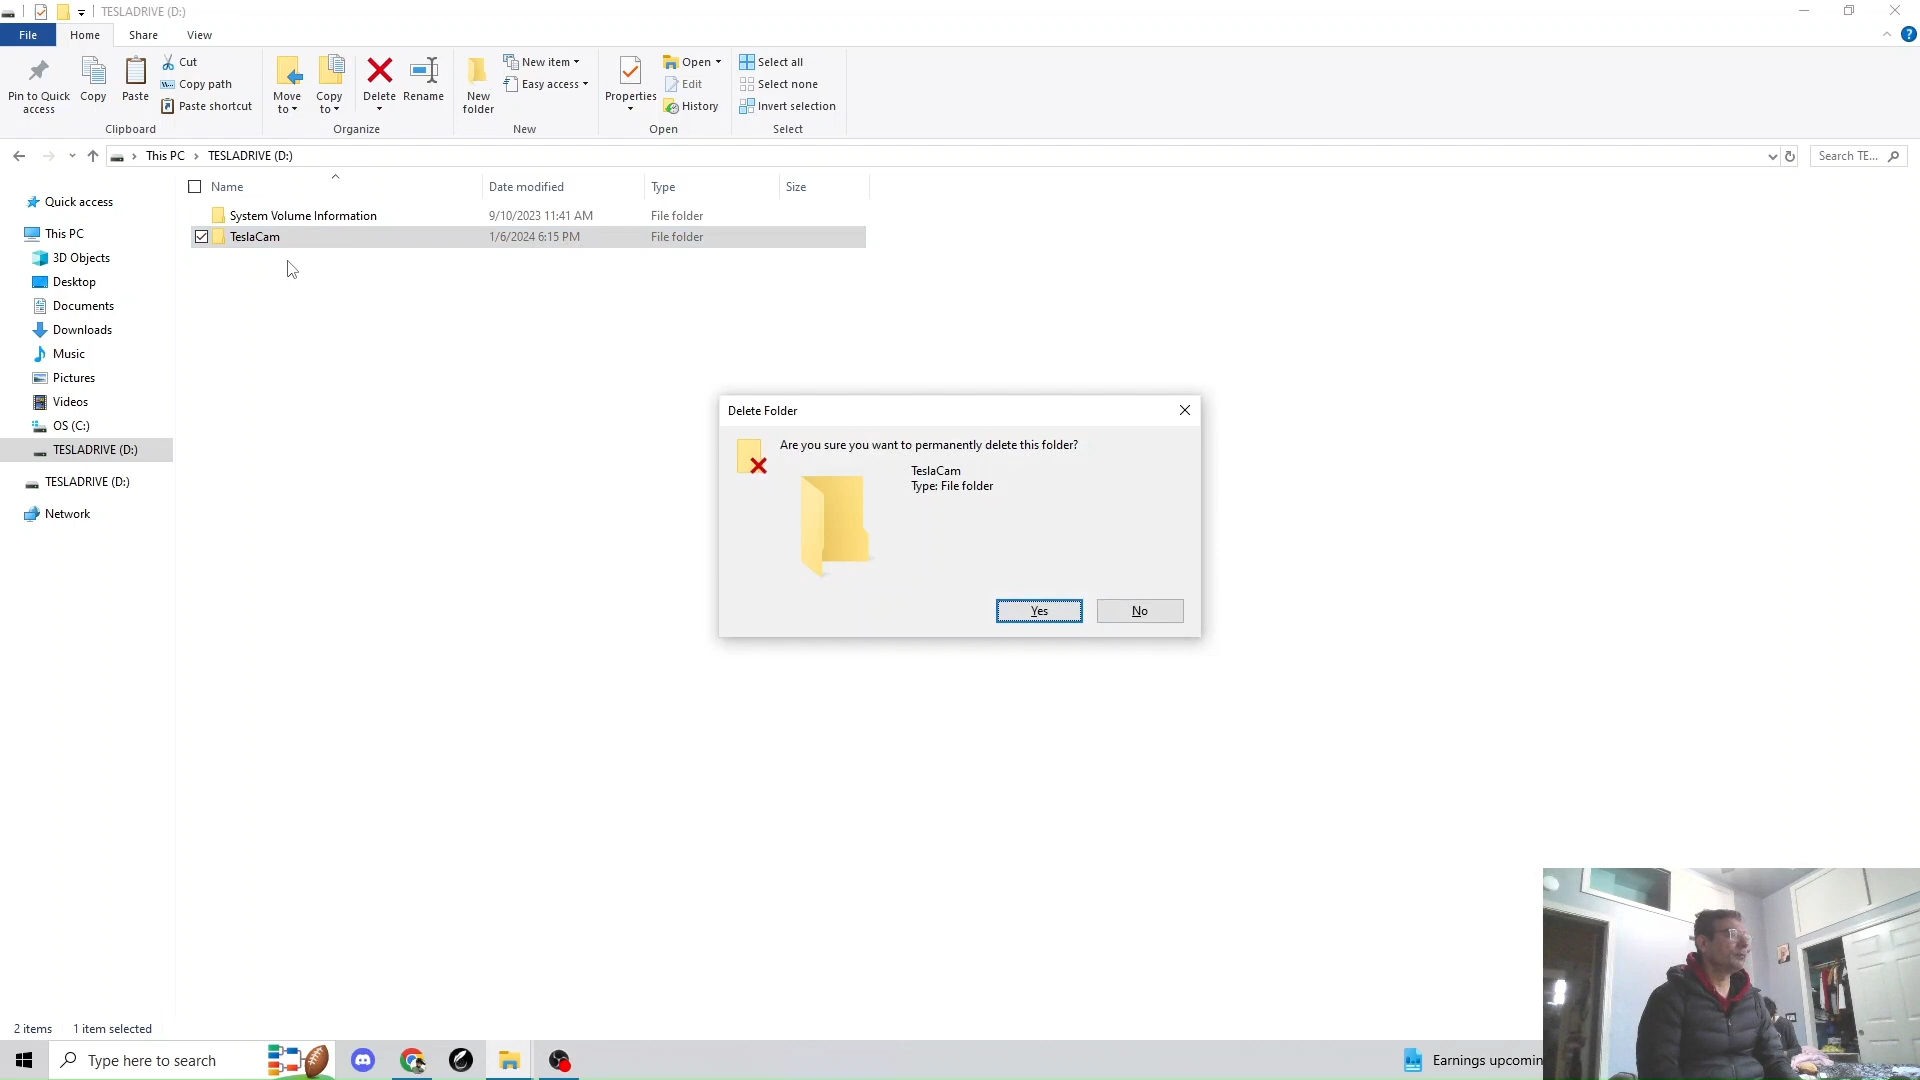 TESLADRIVE (D:)
File
Home
Share
View
?
Pin to Quick access
Copy
Paste
Cut
Copy path
Paste shortcut
Clipboard
Move to
Copy to
Delete
Rename
Organize
New folder
New item
Easy access
New
Properties
Open
Edit
History
Open
Select all
Select none
Invert selection
Select
This PC
TESLADRIVE (D:)
Search TE...
Name
Date modified
Type
Size
System Volume Information
9/10/2023 11:41 AM
File folder
TeslaCam
1/6/2024 6:15 PM
File folder
Quick access
This PC
3D Objects
Desktop
Documents
Downloads
Music
Pictures
Videos
OS (C:)
TESLADRIVE (D:)
TESLADRIVE (D:)
Network
Delete Folder
Are you sure you want to permanently delete this folder?
TeslaCam
Type: File folder
Yes
No
2 items
1 item selected
Type here to search
Earnings upcomin